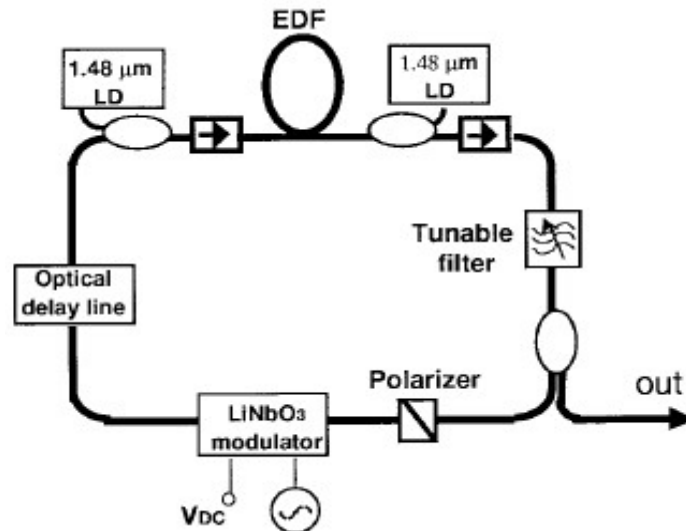 EDF
1.48 μm
LD
1.48 μm
LD
Tunable
filter
Optical
delay line
Polarizer
out
LiNbO₃
modulator
VDC